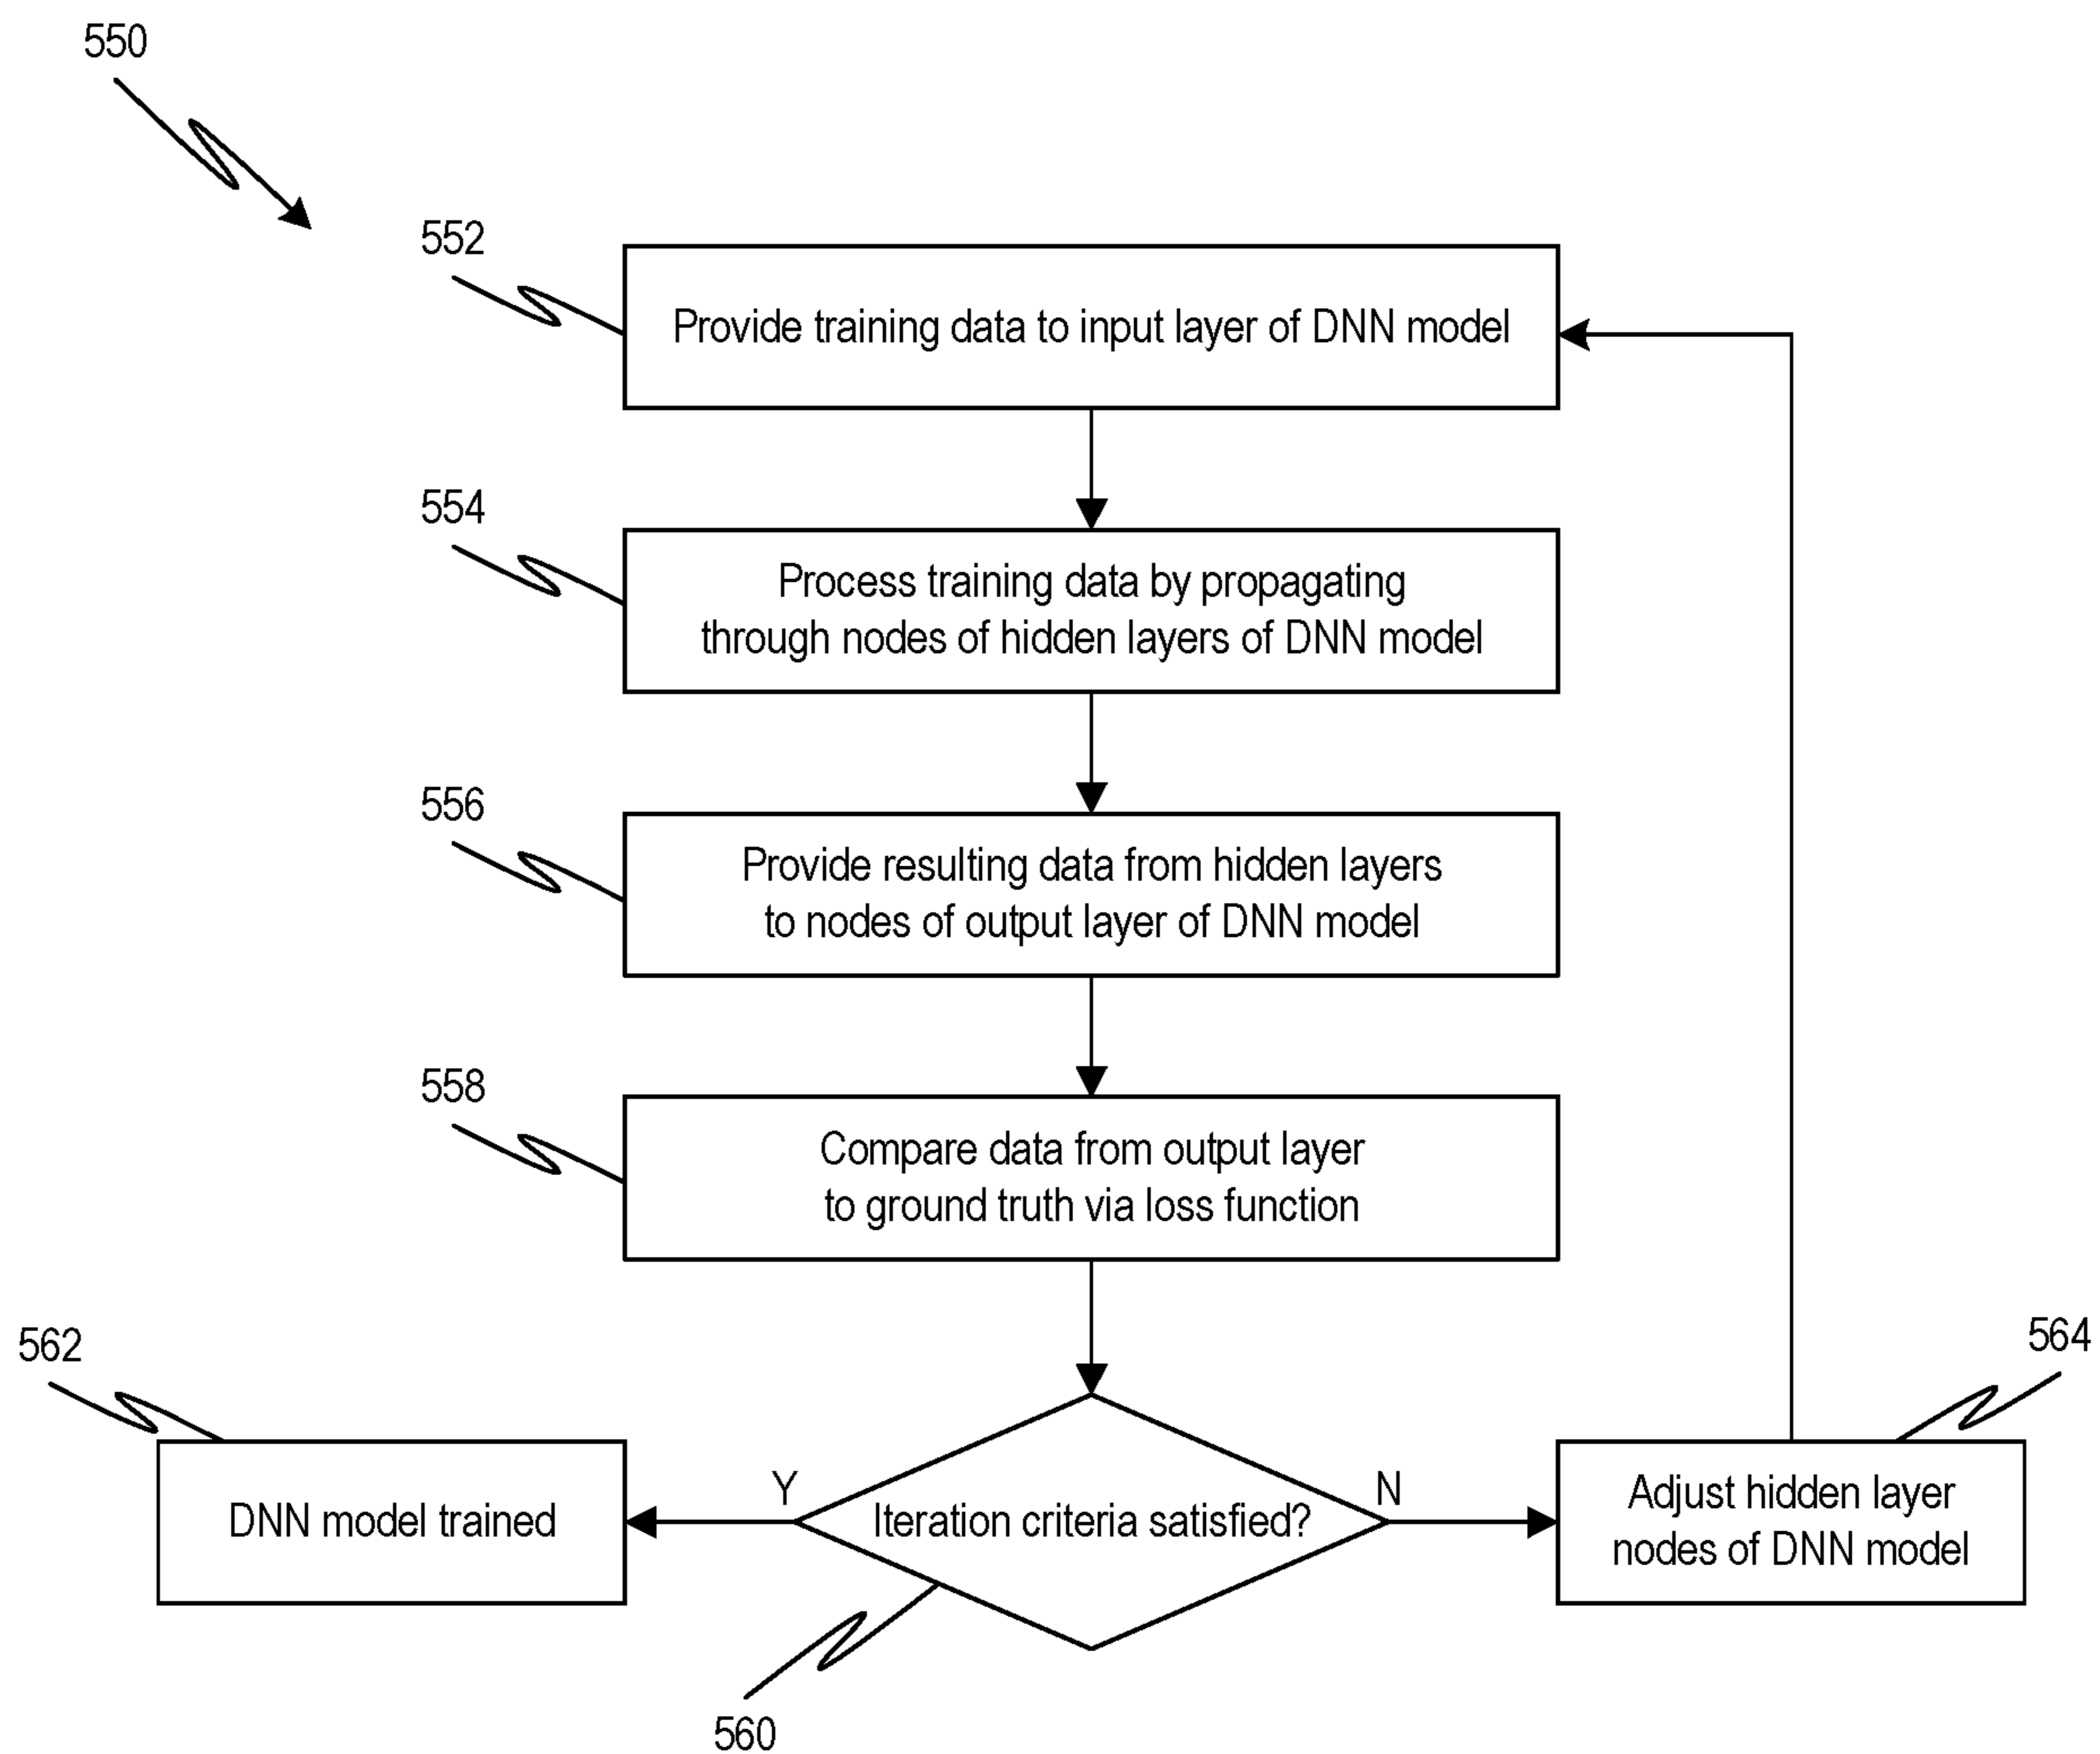 550
552
Provide training data to input layer of DNN model
554
Process training data by propagating
through nodes of hidden layers of DNN model
556
Provide resulting data from hidden layers
to nodes of output layer of DNN model
558
Compare data from output layer
to ground truth via loss function
562
564
DNN model trained
Y
Iteration criteria satisfied?
N
Adjust hidden layer
nodes of DNN model
560